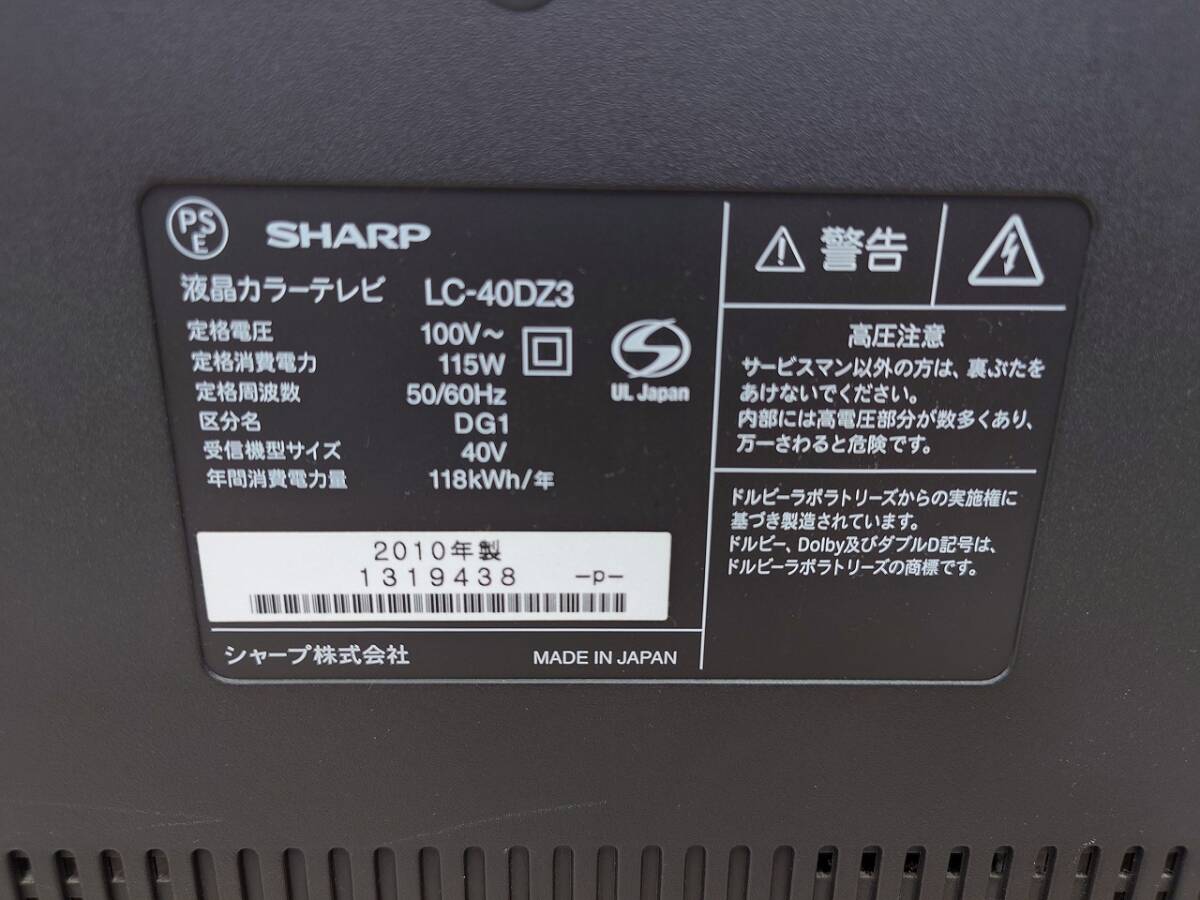 PSE
SHARP
液晶カラーテレビ LC-40DZ3
定格電圧 100V～
定格消費電力 115W
定格周波数 50/60Hz
区分名 DG1
受信機型サイズ 40V
年間消費電力量 118kWh/年
UL Japan
2010年製
1319438 -P-
シャープ株式会社 MADE IN JAPAN
警告
高圧注意
サービスマン以外の方は、裏ぶたを
あけないでください。
内部には高電圧部分が数多くあり、
万一さわると危険です。
ドルビーラボラトリーズからの実施権に
基づき製造されています。
ドルビー、Dolby及びダブルD記号は、
ドルビーラボラトリーズの商標です。